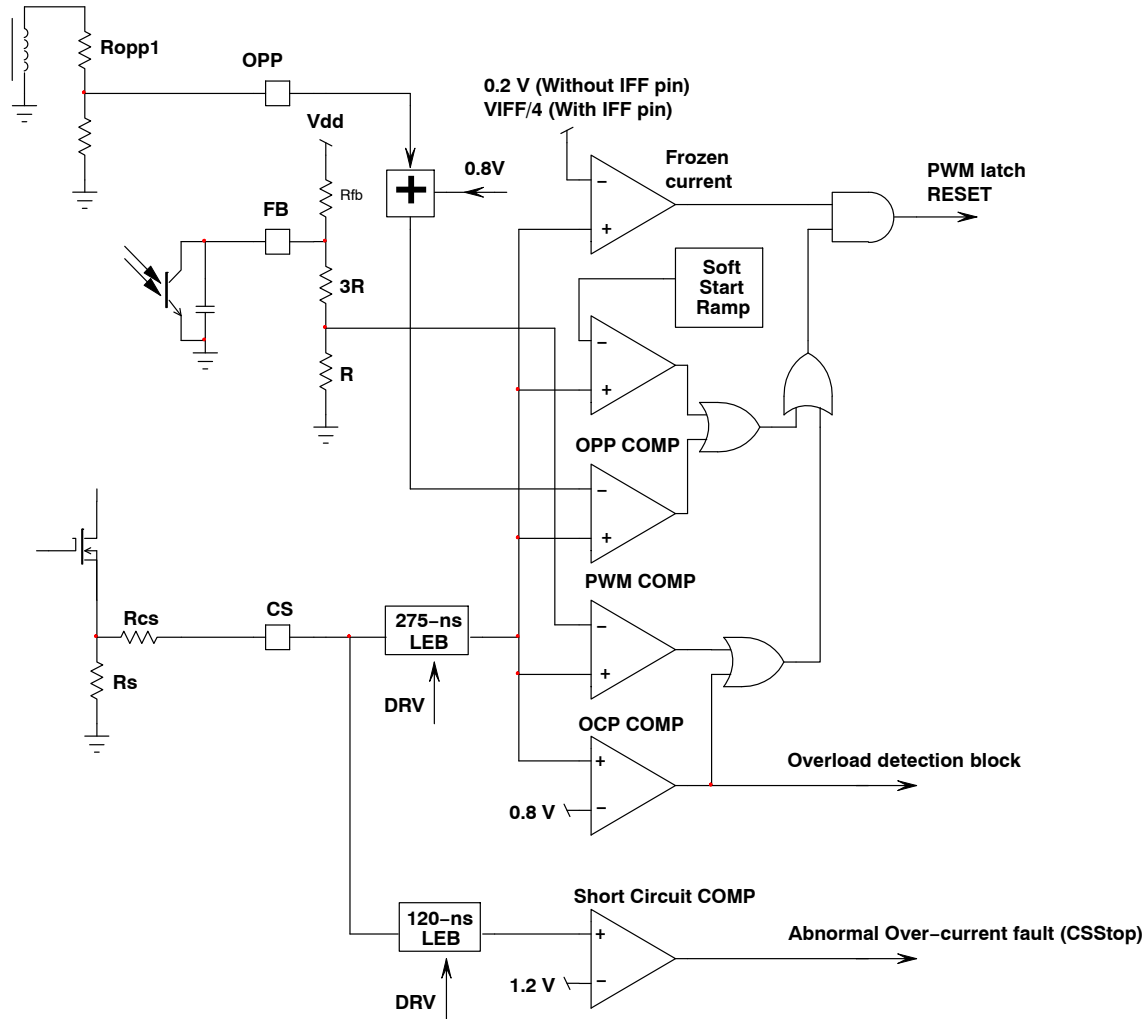 Ropp1
OPP
0.2 V (Without IFF pin)
VIFF/4 (With IFF pin)
Vdd
Frozen
current
PWM latch
RESET
+
0.8V
Rfb
−
FB
+
Soft
Start
Ramp
3R
−
R
+
OPP COMP
−
+
PWM COMP
Rcs
CS
275−ns
LEB
−
+
Rs
DRV
OCP COMP
+
Overload detection block
0.8 V
−
Short Circuit COMP
120−ns
LEB
+
Abnormal Over−current fault (CSStop)
1.2 V
−
DRV